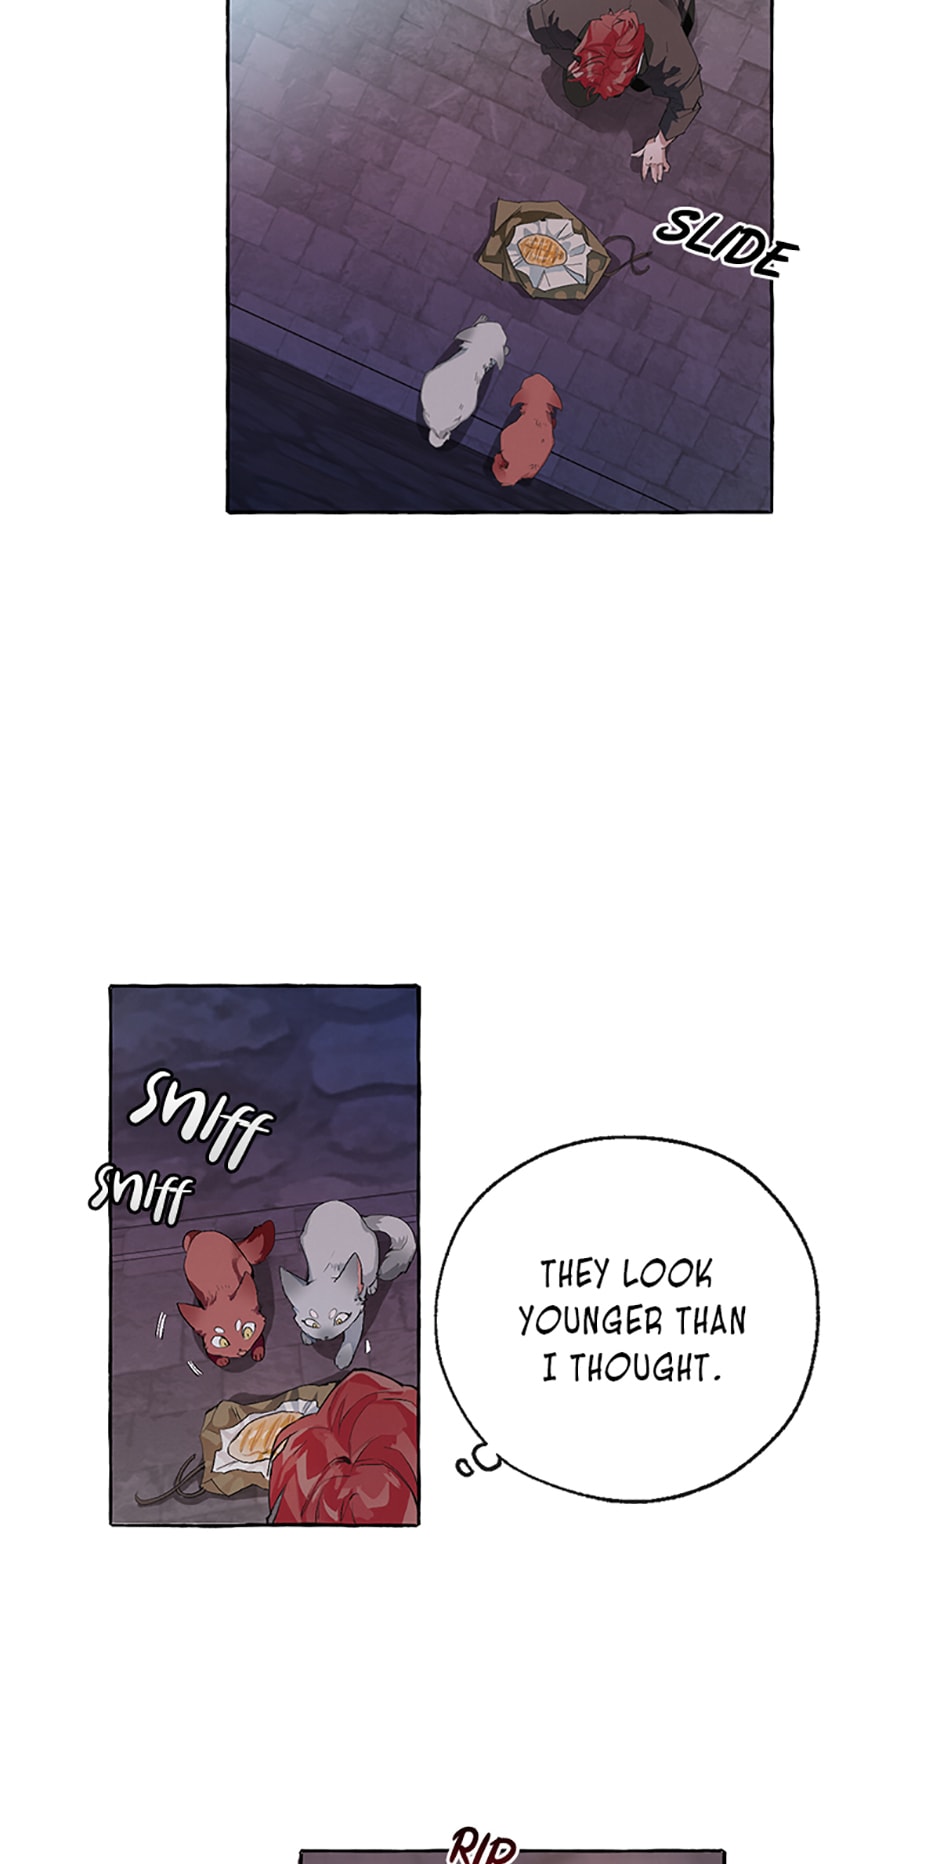 SLIDE
SNIFF
SNIFF
THEY LOOK
YOUNGER THAN
I THOUGHT.
RIP